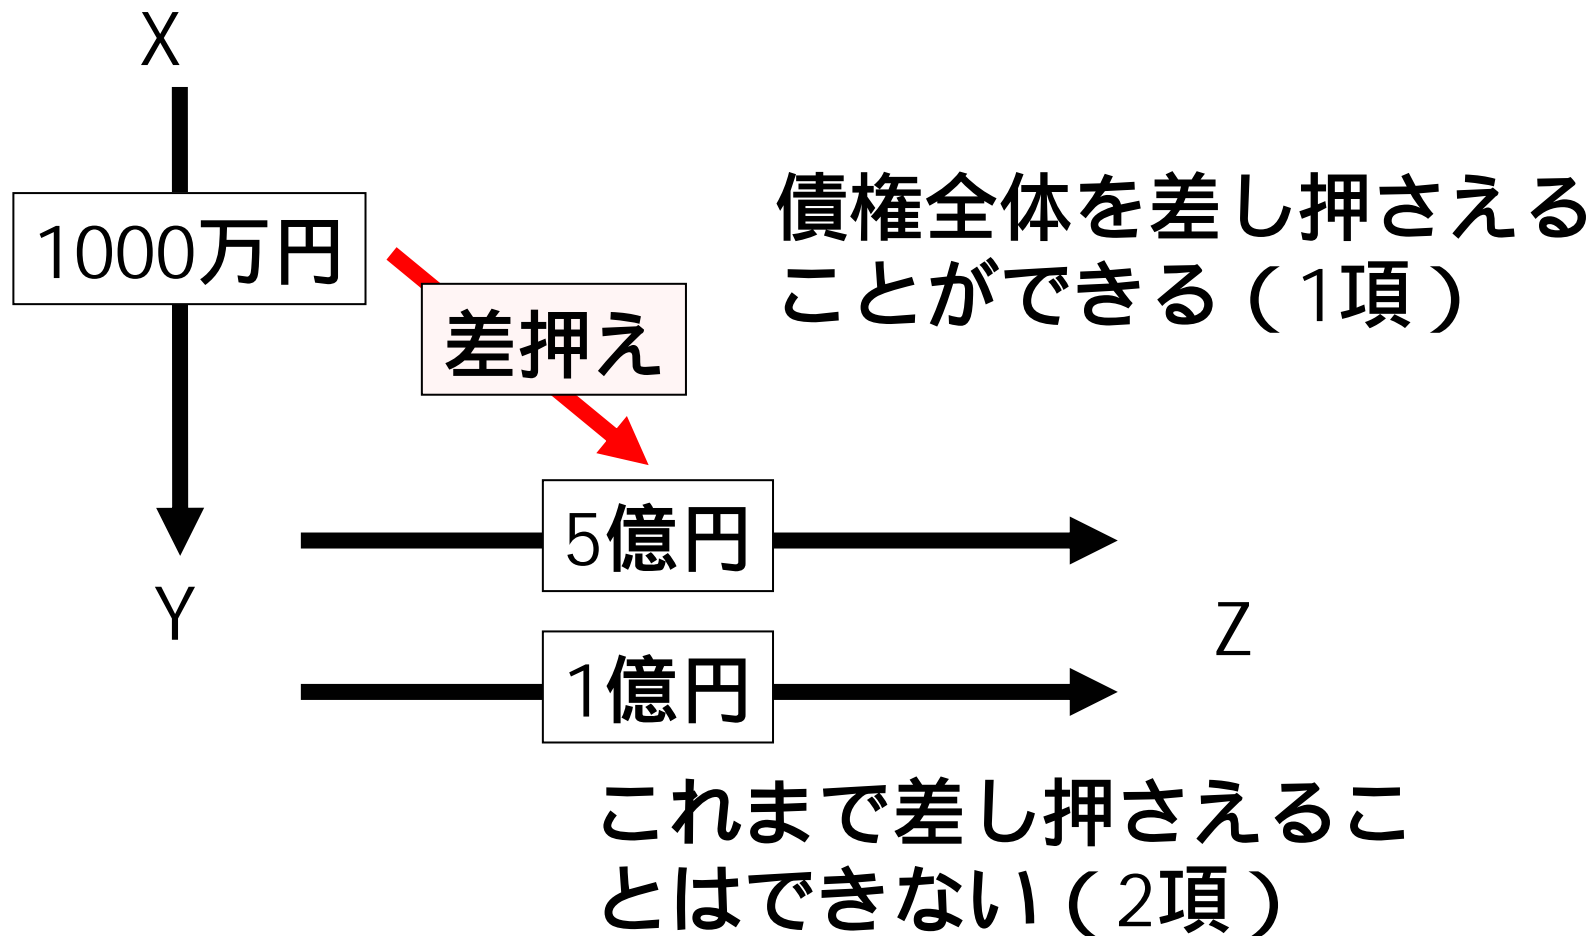 X
1000万円
債権全体を差し押さえる
ことができる(1項)
差押え
5億円
Y
Z
1億円
これまで差し押さえるこ
とはできない(2項)